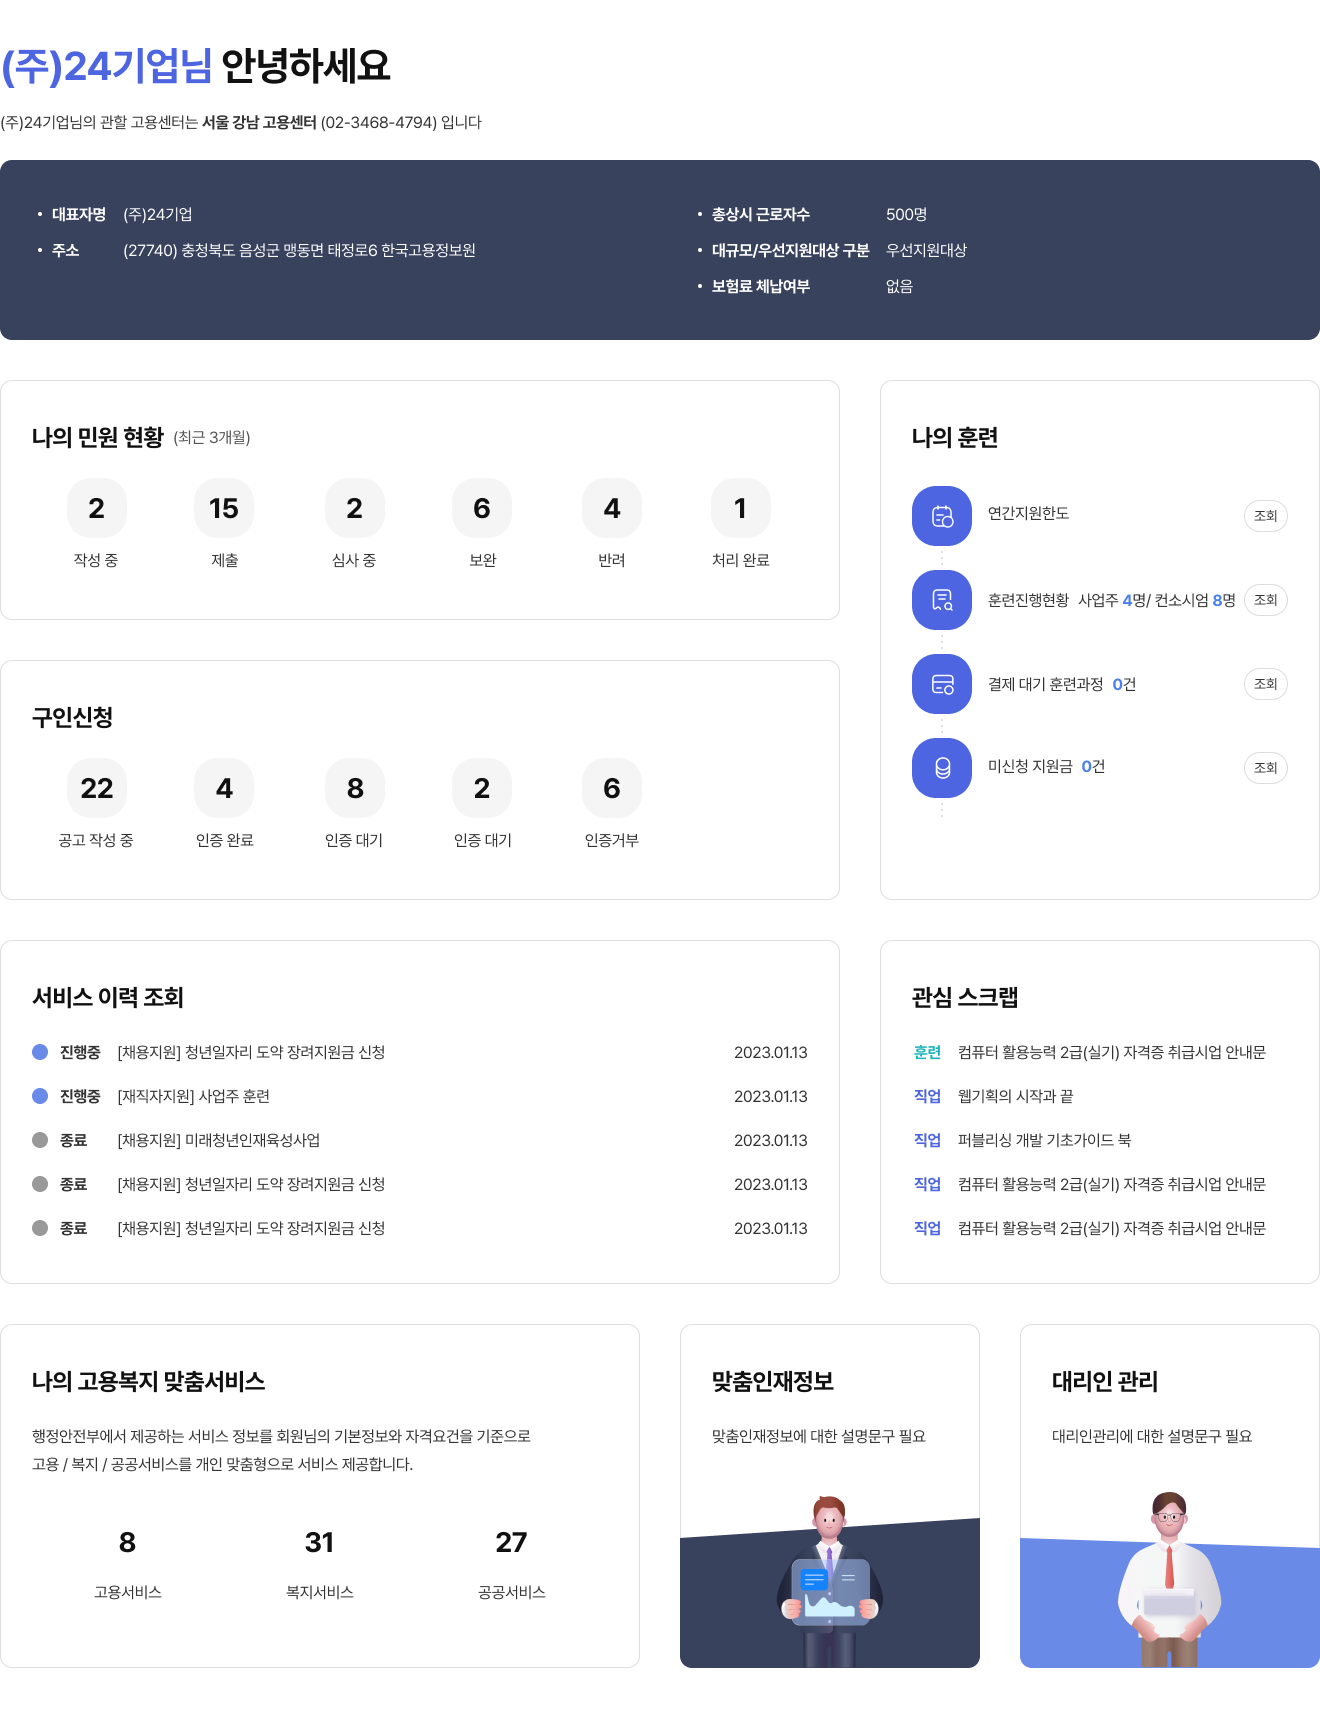 (주)24기업님 안녕하세요
(주)24기업님의 관할 고용센터는 서울 강남 고용센터 (02-3468-4794) 입니다
• 대표자명 (주)24기업
• 주소 (27740) 충청북도 음성군 맹동면 태정로6 한국고용정보원
• 총상시 근로자수 500명
• 대규모/우선지원대상 구분 우선지원대상
• 보험료 체납여부 없음
나의 민원 현황 (최근 3개월)
2 15 2 6 4 1
작성 중 제출 심사 중 보완 반려 처리 완료
구인신청
22 4 8 2 6
공고 작성 중 인증 완료 인증 대기 인증 대기 인증거부
나의 훈련
연간지원한도 조회
훈련진행현황 사업주 4명/ 컨소시엄 8명 조회
결제 대기 훈련과정 0건 조회
미신청 지원금 0건 조회
서비스 이력 조회
진행중 [채용지원] 청년일자리 도약 장려지원금 신청 2023.01.13
진행중 [재직자지원] 사업주 훈련 2023.01.13
종료 [채용지원] 미래청년인재육성사업 2023.01.13
종료 [채용지원] 청년일자리 도약 장려지원금 신청 2023.01.13
종료 [채용지원] 청년일자리 도약 장려지원금 신청 2023.01.13
관심 스크랩
훈련 컴퓨터 활용능력 2급(실기) 자격증 취급시업 안내문
직업 웹기획의 시작과 끝
직업 퍼블리싱 개발 기초가이드 북
직업 컴퓨터 활용능력 2급(실기) 자격증 취급시업 안내문
직업 컴퓨터 활용능력 2급(실기) 자격증 취급시업 안내문
나의 고용복지 맞춤서비스
행정안전부에서 제공하는 서비스 정보를 회원님의 기본정보와 자격요건을 기준으로
고용 / 복지 / 공공서비스를 개인 맞춤형으로 서비스 제공합니다.
8 31 27
고용서비스 복지서비스 공공서비스
맞춤인재정보
맞춤인재정보에 대한 설명문구 필요
대리인 관리
대리인관리에 대한 설명문구 필요